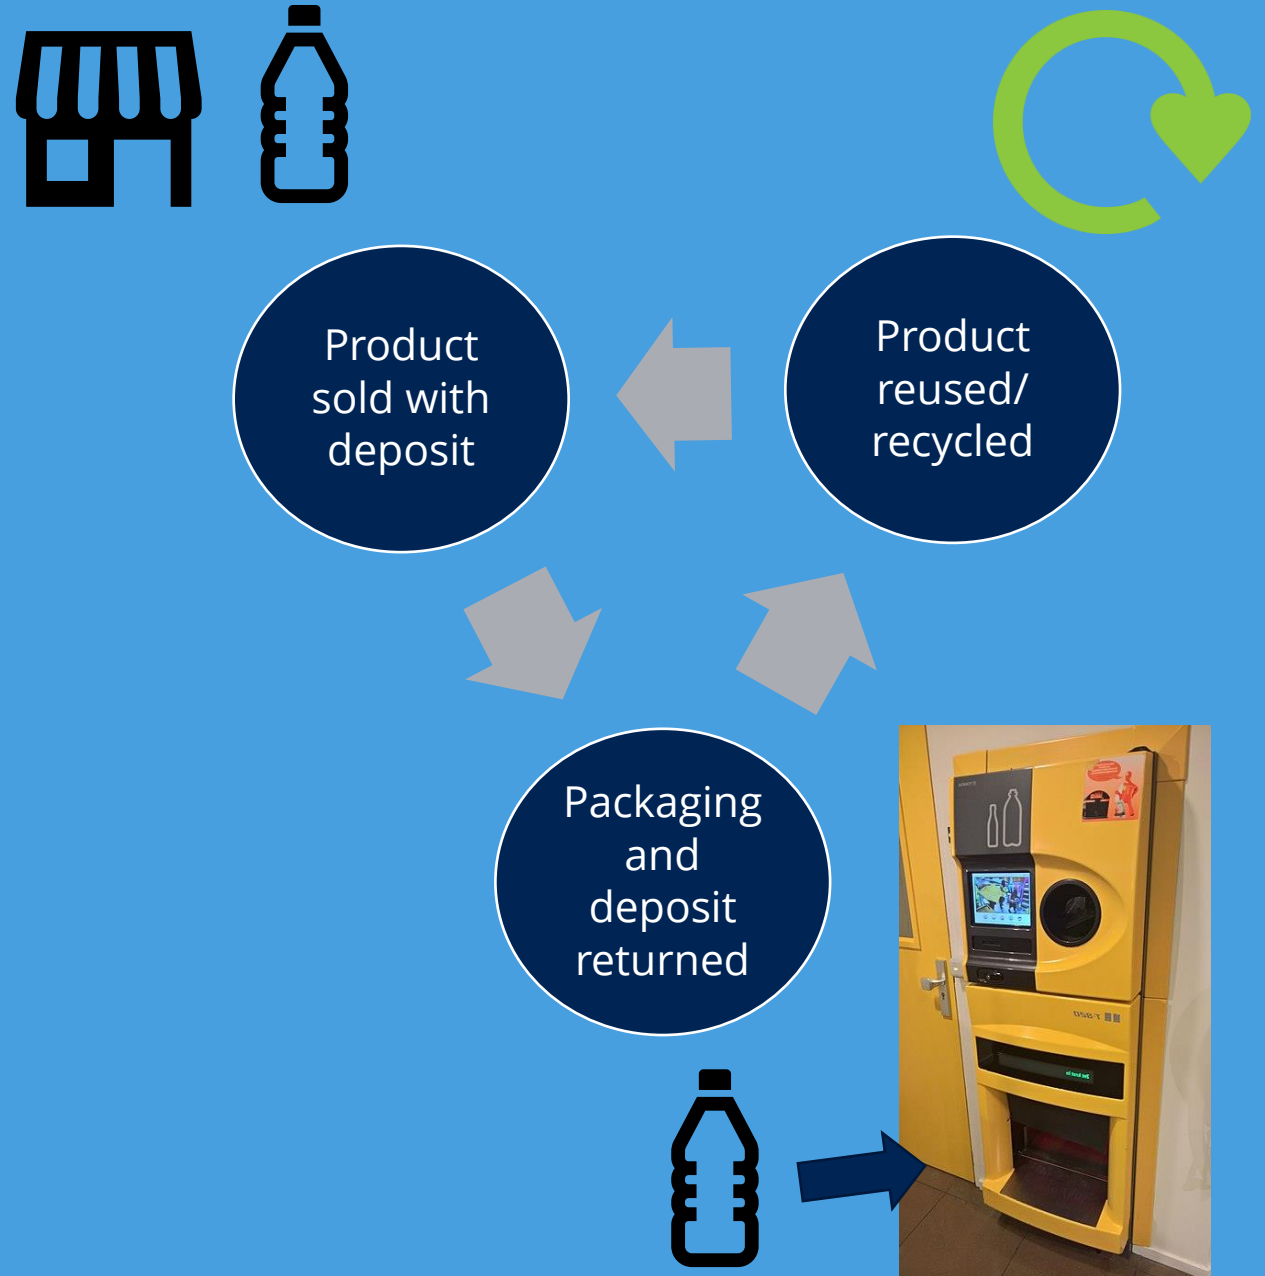 Product
sold with
deposit
Product
reused/
recycled
Packaging
and
deposit
returned